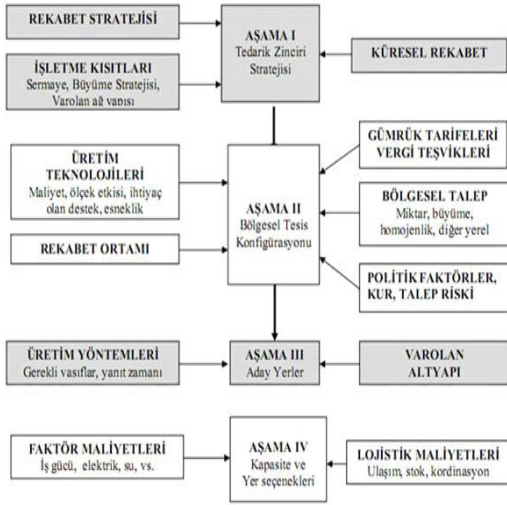 REKABET STRATEJİSİ
AŞAMA I
Tedarik Zinciri
Stratejisi
KÜRESEL REKABET
İŞLETME KISITLARI
Sermaye, Büyüme Stratejisi,
Varolan ağ yapısı
GÜMRÜK TARİFELERİ
VERGİ TEŞVİKLERİ
ÜRETİM
TEKNOLOJİLERİ
Maliyet, ölçek etkisi, ihtiyaç
olan destek, esneklik
AŞAMA II
Bölgesel Tesis
Konfigürasyonu
BÖLGESEL TALEP
Miktar, büyüme,
homojenlik, diğer yerel
REKABET ORTAMI
POLİTİK FAKTÖRLER,
KUR, TALEP RİSKİ
ÜRETİM YÖNTEMLERİ
Gerekli vasıflar, yanıt zamanı
AŞAMA III
Aday Yerler
VAROLAN
ALTYAPI
FAKTÖR MALİYETLERİ
İş gücü, elektrik, su, vs.
AŞAMA IV
Kapasite ve
Yer seçenekleri
LOJİSTİK MALİYETLERİ
Ulaşım, stok, kordinasyon